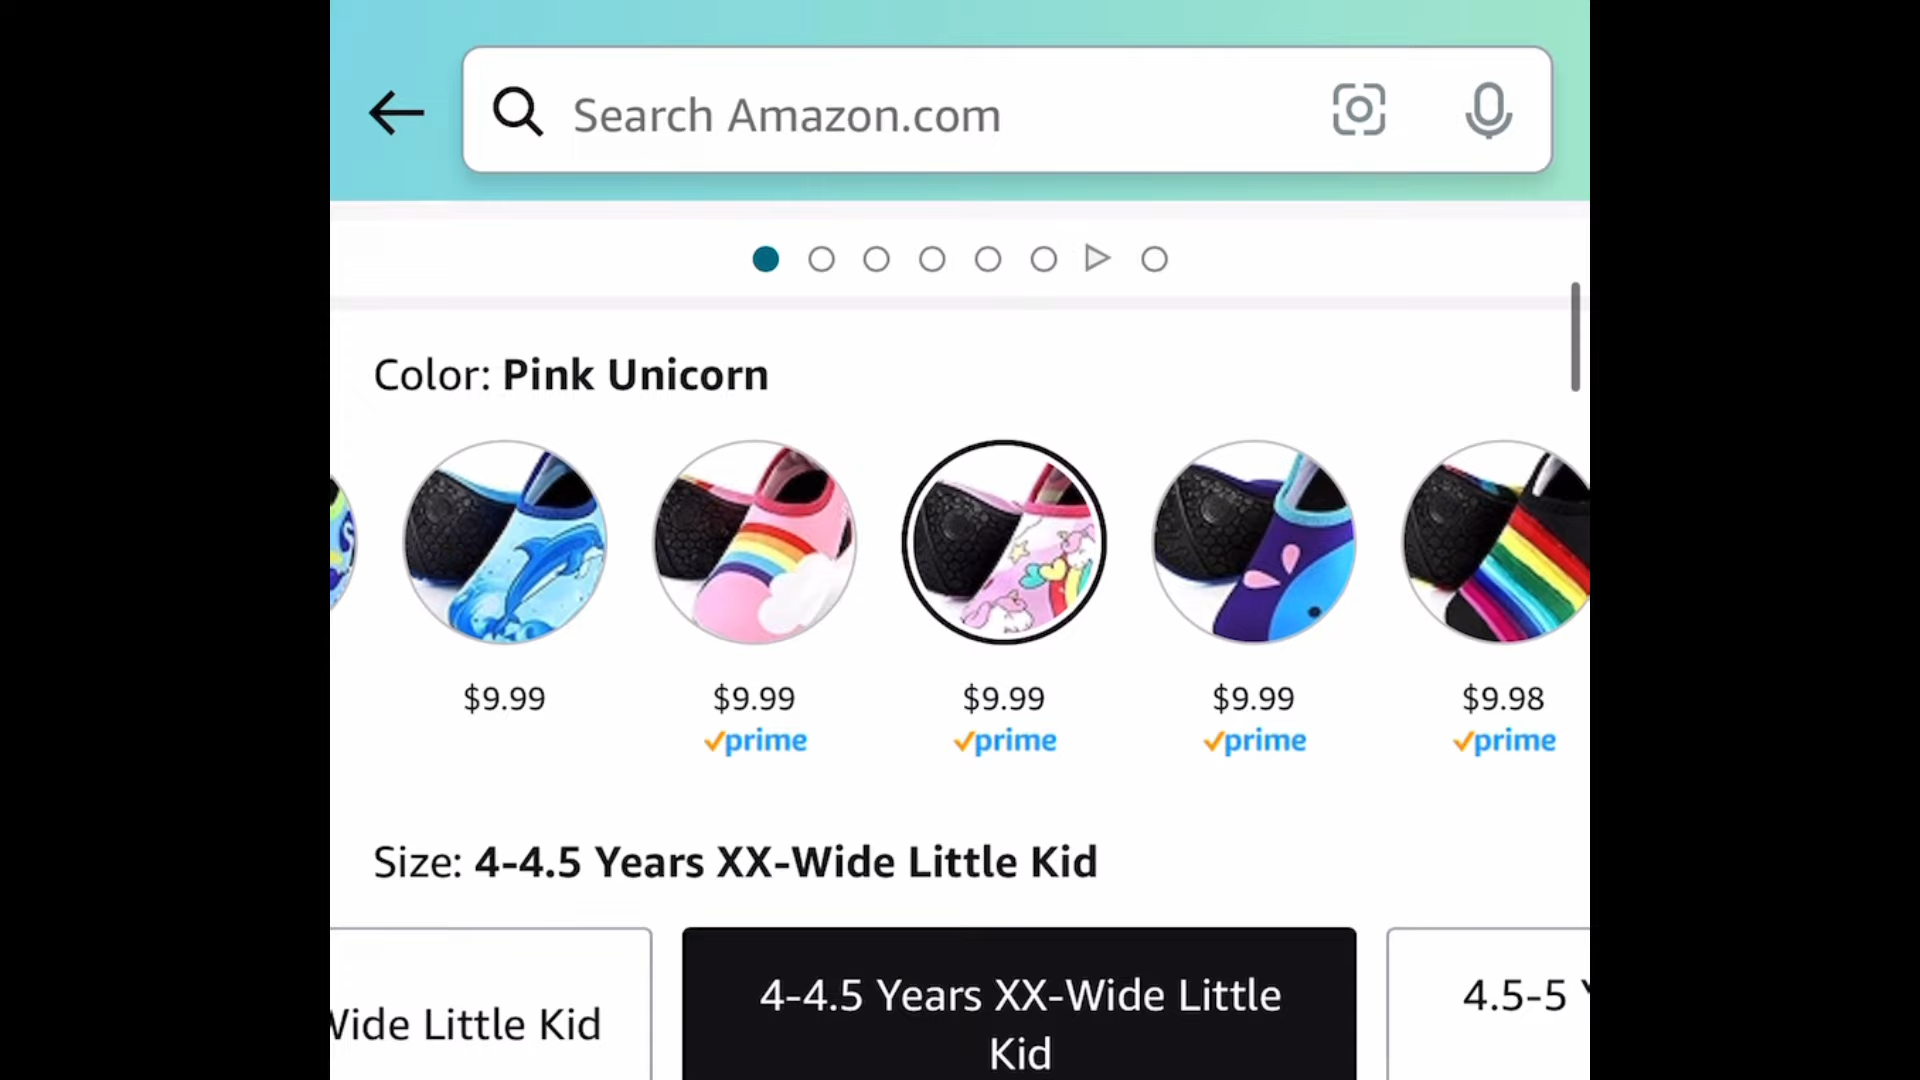 Search Amazon.com
Color: Pink Unicorn
$9.99 $9.99 $9.99 $9.99 $9.98
prime prime prime prime
Size: 4-4.5 Years XX-Wide Little Kid
Wide Little Kid
4-4.5 Years XX-Wide Little
Kid
4.5-5